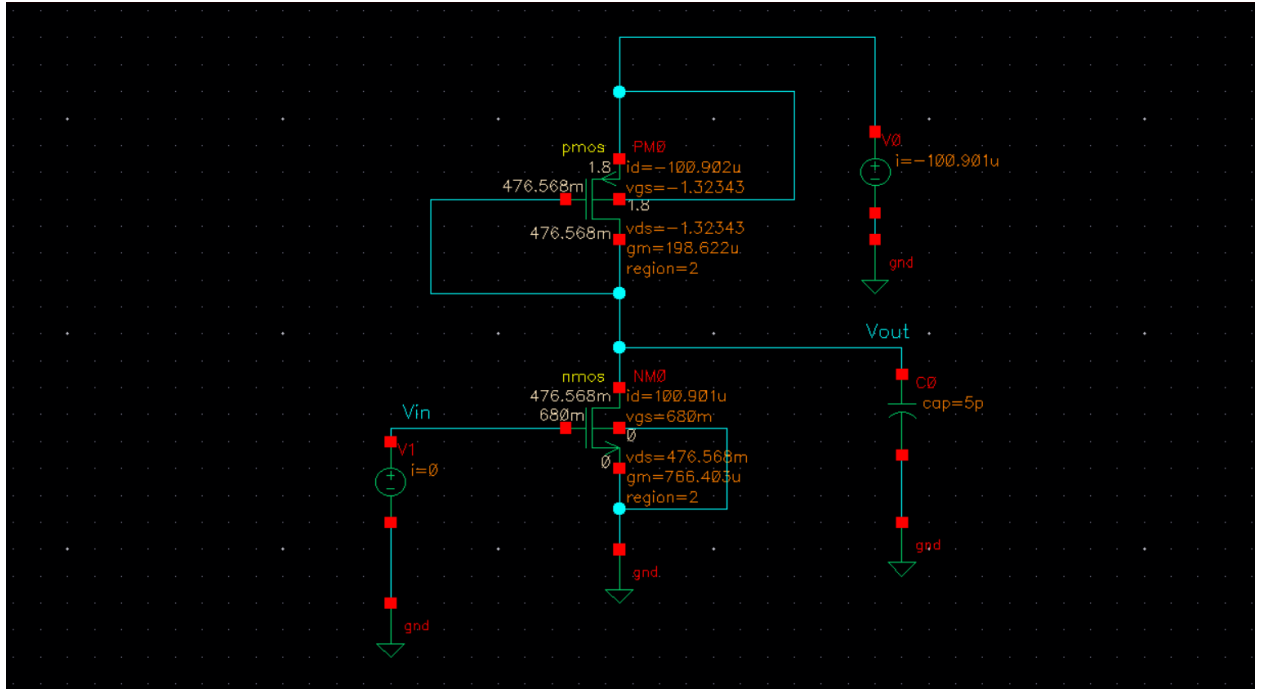 pmos PM0
1.8 id=-100.902u
476.568m vgs=-1.32343
1.8
476.568m vds=-1.32343
gm=198.622u
region=2
V0
i=-100.901u
gnd
Vout
nmos NM0
476.568m id=100.901u
680m vgs=680m
0
0 vds=476.568m
gm=766.403u
region=2
gnd
Vin
V1
i=0
gnd
C0
cap=5p
gnd